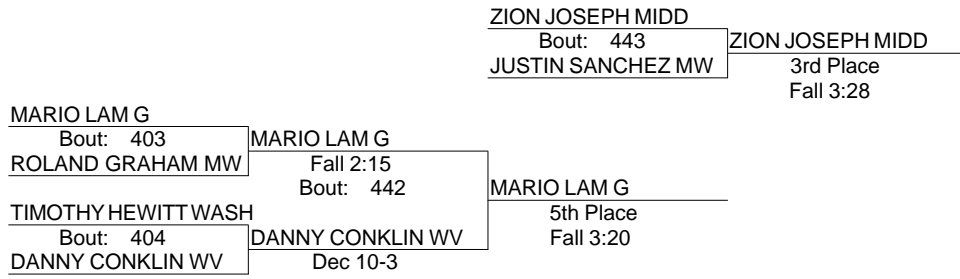 ZION JOSEPH MIDD
Bout: 443
ZION JOSEPH MIDD
JUSTIN SANCHEZ MW
3rd Place
Fall 3:28
MARIO LAM G
Bout: 403
MARIO LAM G
ROLAND GRAHAM MW
Fall 2:15
Bout: 442
MARIO LAM G
TIMOTHY HEWITT WASH
5th Place
Bout: 404
DANNY CONKLIN WV
Fall 3:20
DANNY CONKLIN WV
Dec 10-3